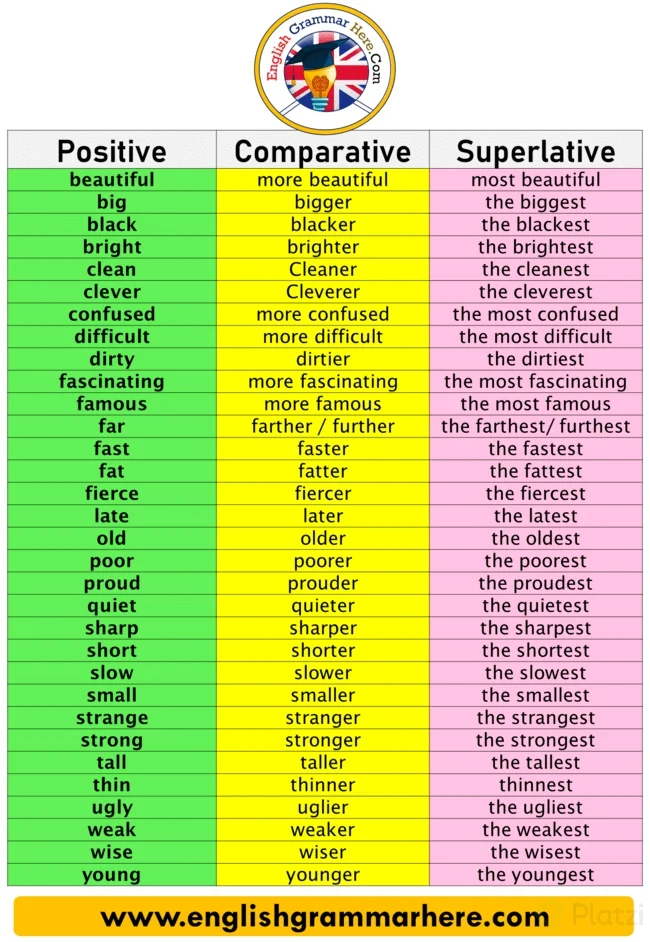 English Grammar Here.Com
Positive Comparative Superlative
beautiful more beautiful most beautiful
big bigger the biggest
black blacker the blackest
bright brighter the brightest
clean Cleaner the cleanest
clever Cleverer the cleverest
confused more confused the most confused
difficult more difficult the most difficult
dirty dirtier the dirtiest
fascinating more fascinating the most fascinating
famous more famous the most famous
far farther / further the farthest/ furthest
fast faster the fastest
fat fatter the fattest
fierce fiercer the fiercest
late later the latest
old older the oldest
poor poorer the poorest
proud prouder the proudest
quiet quieter the quietest
sharp sharper the sharpest
short shorter the shortest
slow slower the slowest
small smaller the smallest
strange stranger the strangest
strong stronger the strongest
tall taller the tallest
thin thinner thinnest
ugly uglier the ugliest
weak weaker the weakest
wise wiser the wisest
young younger the youngest
www.englishgrammarhere.com Platzi